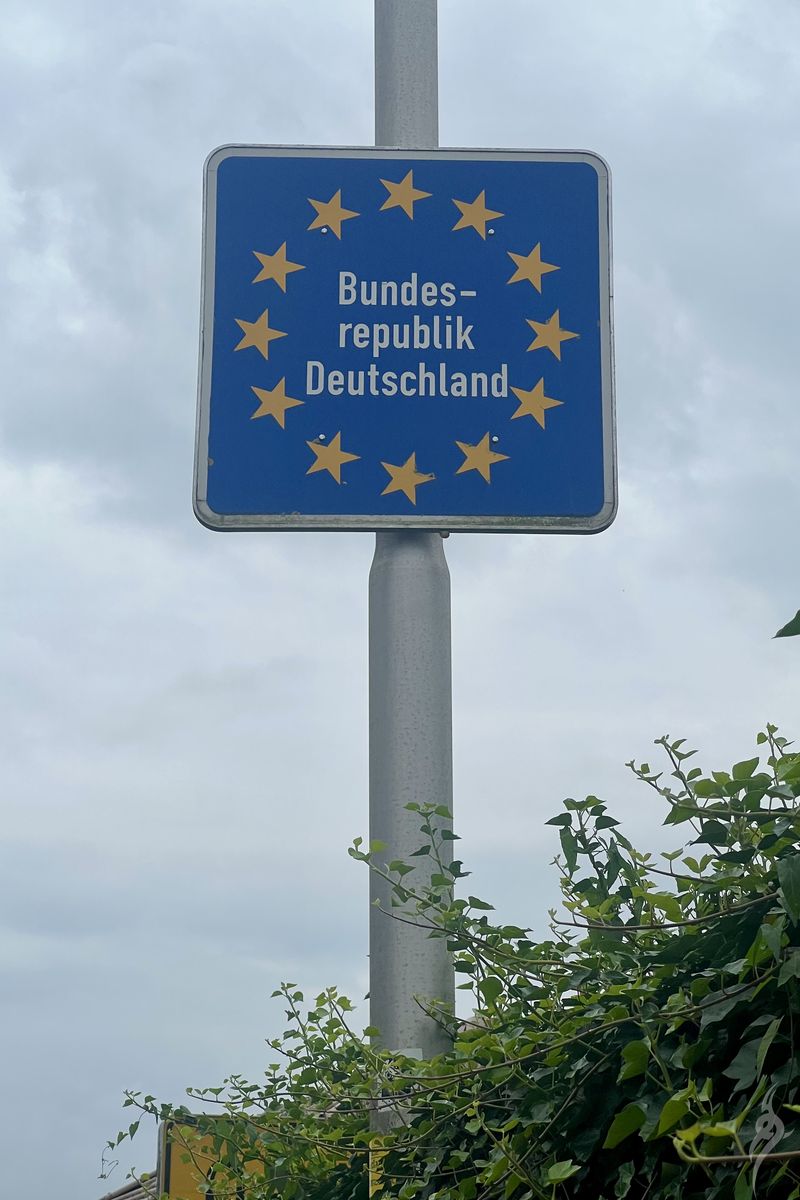 Bundes-
republik
Deutschland